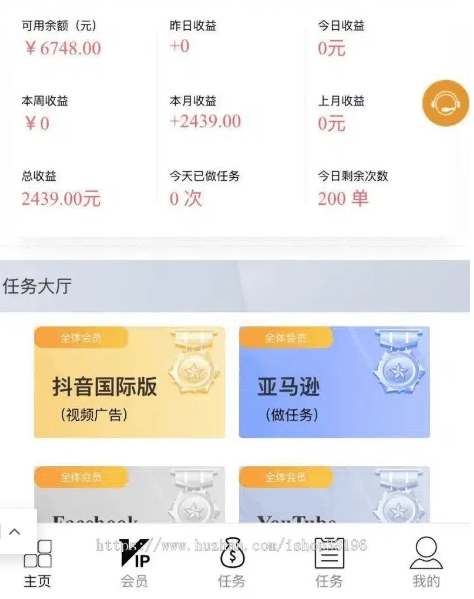 可用余额（元） 昨日收益 今日收益
￥6748.00 +0 0元
本周收益 本月收益 上月收益
￥0 +2439.00 0元
总收益 今天已做任务 今日剩余次数
2439.00元 0 次 200 单
任务大厅
全体会员 全体会员
抖音国际版 亚马逊
（视频广告） （做任务）
全体会员 全体会员
Facebook YouTube
https://www.huzhan.com/ishop36196
VIP
主页 会员 任务 任务 我的